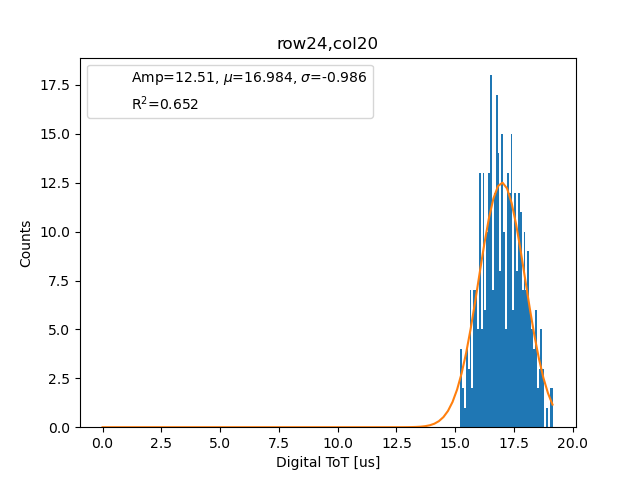 row24,col20
Amp=12.51, μ=16.984, σ=-0.986
R²=0.652
17.5
15.0
12.5
10.0
7.5
5.0
2.5
0.0
Counts
0.0 2.5 5.0 7.5 10.0 12.5 15.0 17.5 20.0
Digital ToT [us]